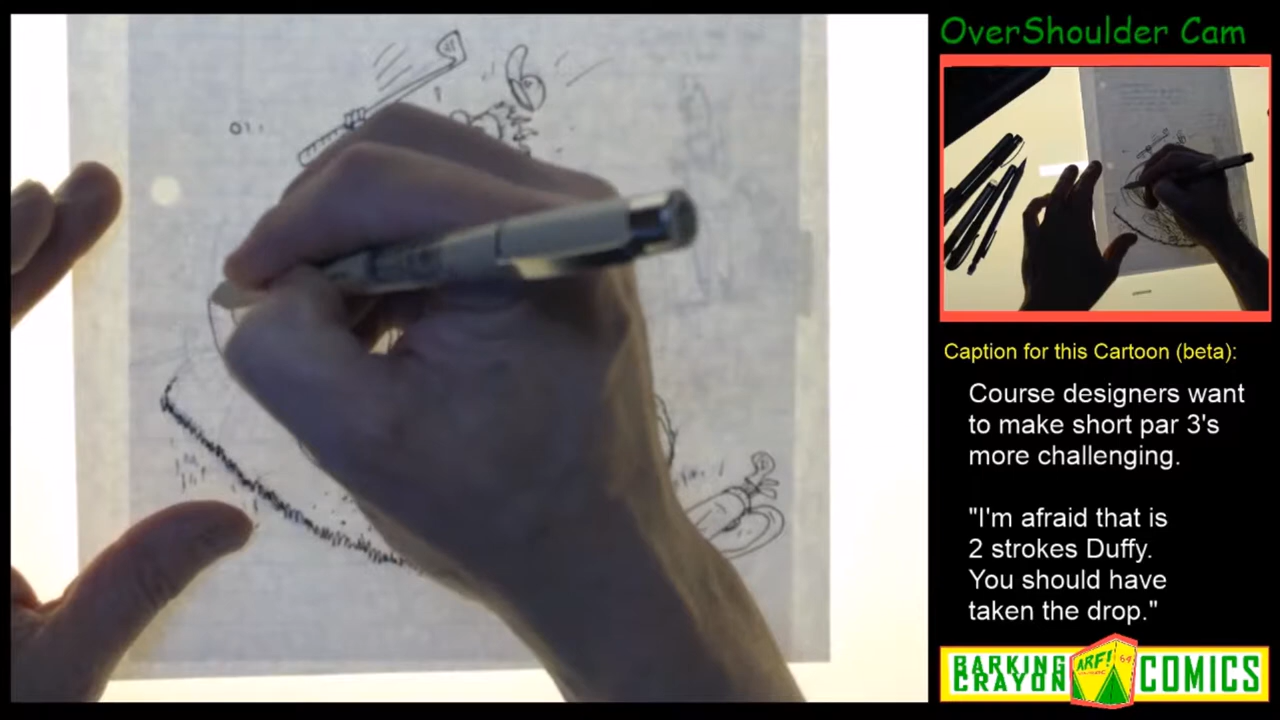 OverShoulder Cam
Caption for this Cartoon (beta):
Course designers want
to make short par 3's
more challenging.
"I'm afraid that is
2 strokes Duffy.
You should have
taken the drop."
BARKING
CRAYON
ARF!
64
COMICS